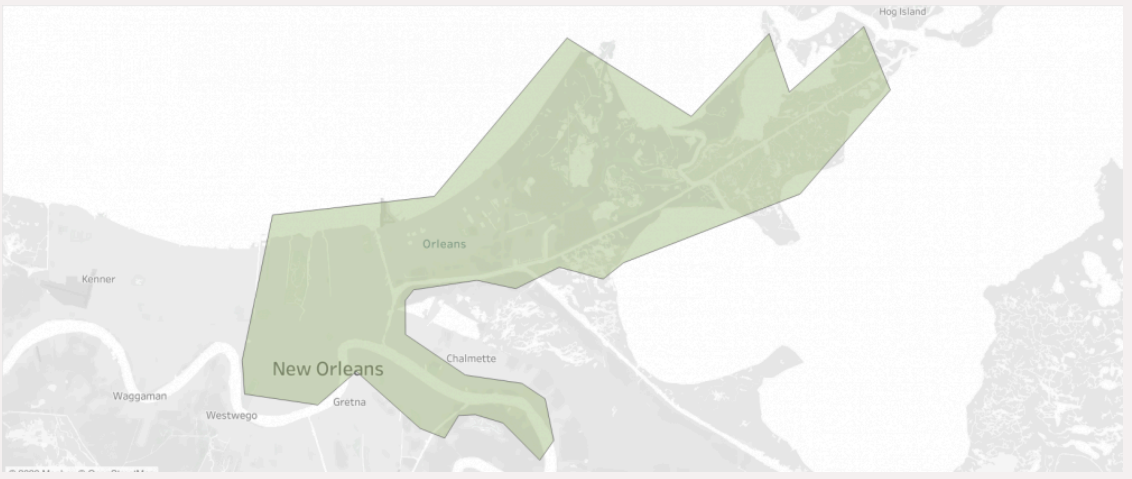 Hog Island
Orleans
Kenner
New Orleans
Chalmette
Waggaman
Gretna
Westwego